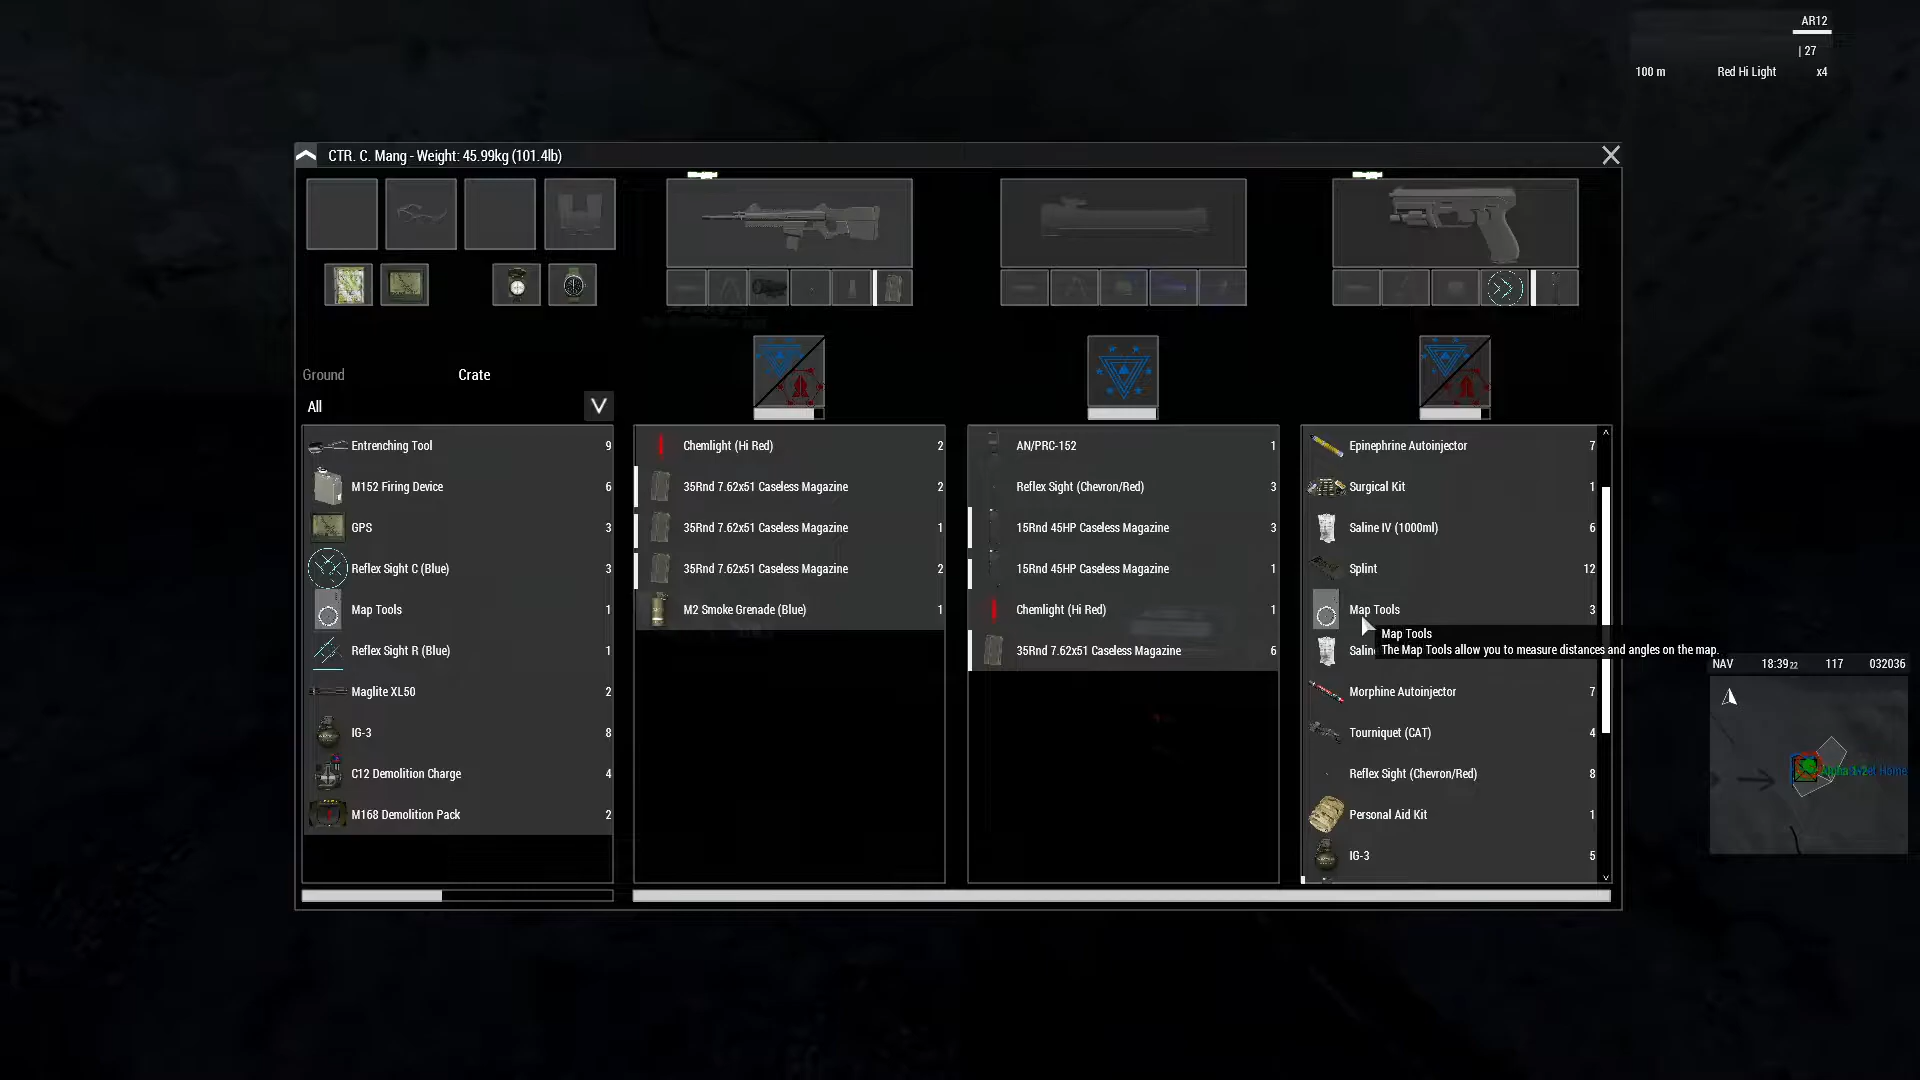 AR12
| 27
100 m Red Hi Light x4
CTR. C. Mang - Weight: 45.99kg (101.4lb)
Ground Crate
All
Entrenching Tool 9
M152 Firing Device 6
GPS 3
Reflex Sight C (Blue) 3
Map Tools 1
Reflex Sight R (Blue) 1
Maglite XL50 2
IG-3 8
C12 Demolition Charge 4
M168 Demolition Pack 2
Chemlight (Hi Red) 2
35Rnd 7.62x51 Caseless Magazine 2
35Rnd 7.62x51 Caseless Magazine 1
35Rnd 7.62x51 Caseless Magazine 2
M2 Smoke Grenade (Blue) 1
AN/PRC-152 1
Reflex Sight (Chevron/Red) 3
15Rnd 45HP Caseless Magazine 3
15Rnd 45HP Caseless Magazine 1
Chemlight (Hi Red) 1
35Rnd 7.62x51 Caseless Magazine 6
Epinephrine Autoinjector 7
Surgical Kit 1
Saline IV (1000ml) 6
Splint 12
Map Tools 3
Map Tools
The Map Tools allow you to measure distances and angles on the map.
Morphine Autoinjector 7
Tourniquet (CAT) 4
Reflex Sight (Chevron/Red) 8
Personal Aid Kit 1
IG-3 5
NAV 18:39 22 117 032036